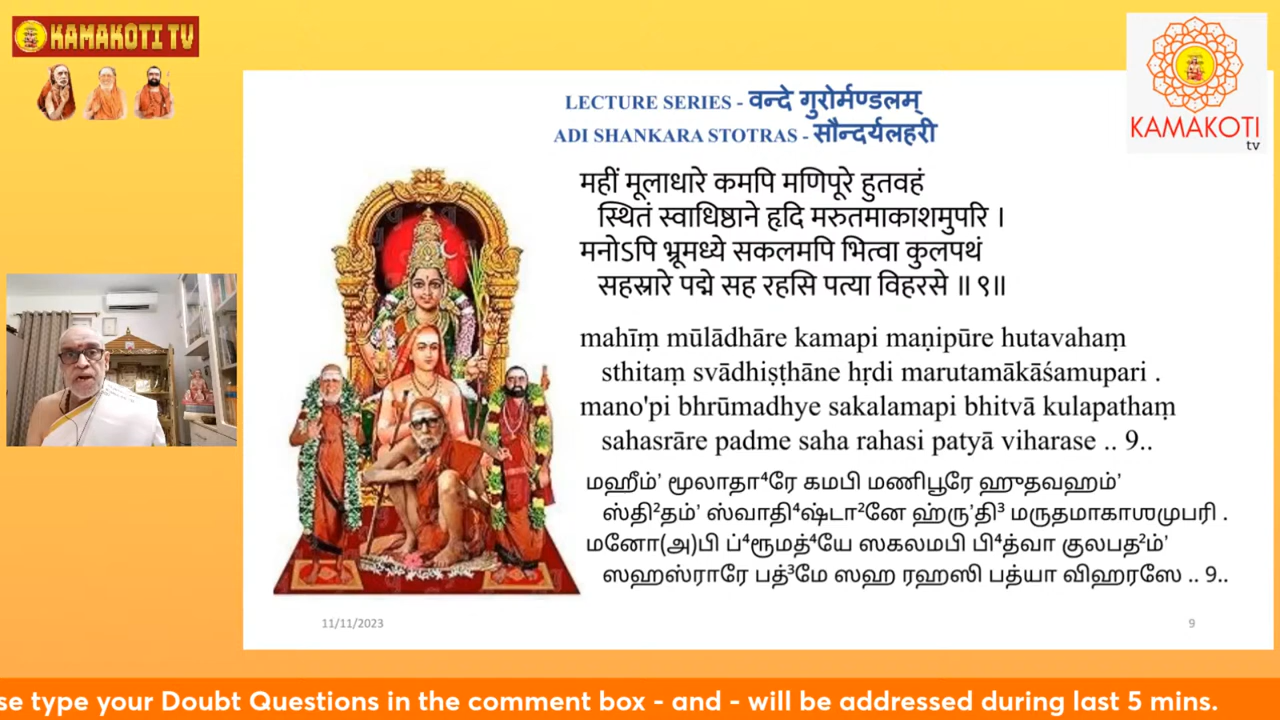 KAMAKOTI TV
KAMAKOTI
tv
LECTURE SERIES - वन्दे गुरोर्मण्डलम्
ADI SHANKARA STOTRAS - सौन्दर्यलहरी
महीं मूलाधारे कमपि मणिपूरे हुतवहं
स्थितं स्वाधिष्ठाने हृदि मरुतमाकाशमुपरि ।
मनोऽपि भ्रूमध्ये सकलमपि भित्वा कुलपथं
सहस्रारे पद्मे सह रहसि पत्या विहरसे ॥ ९॥
mahīṃ mūlādhāre kamapi maṇipūre hutavahaṃ
sthitaṃ svādhiṣṭhāne hṛdi marutamākāśamupari .
mano'pi bhrūmadhye sakalamapi bhitvā kulapathaṃ
sahasrāre padme saha rahasi patyā viharase .. 9..
மஹீம்ʼ மூலாதா⁴ரே கமபி மணிபூரே ஹுதவஹம்ʼ
ஸ்தி²தம்ʼ ஸ்வாதி⁴ஷ்டா²னே ஹ்ருʼதி³ மருதமாகாஶமுபரி .
மனோ(அ)பி ப்⁴ரூமத்⁴யே ஸகலமபி பி⁴த்வா குலபத²ம்ʼ
ஸஹஸ்ராரே பத்³மே ஸஹ ரஹஸி பத்யா விஹரஸே .. 9..
11/11/2023
9
se type your Doubt Questions in the comment box - and - will be addressed during last 5 mins.